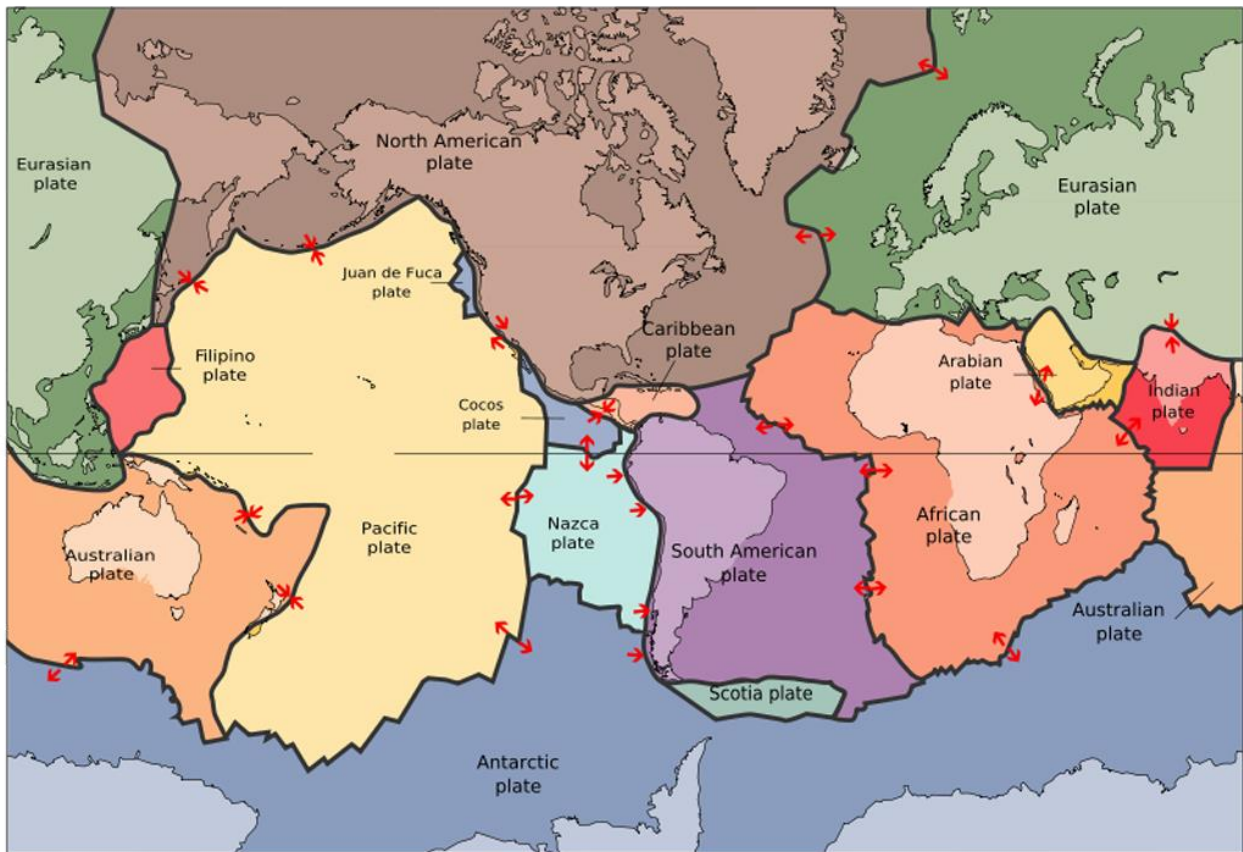 North American
plate
Eurasian
plate
Eurasian
plate
Juan de Fuca
plate
Caribbean
plate
Filipino
plate
Arabian
plate
Indian
plate
Cocos
plate
Pacific
plate
Nazca
plate
African
plate
South American
plate
Australian
plate
Australian
plate
Scotia plate
Antarctic
plate